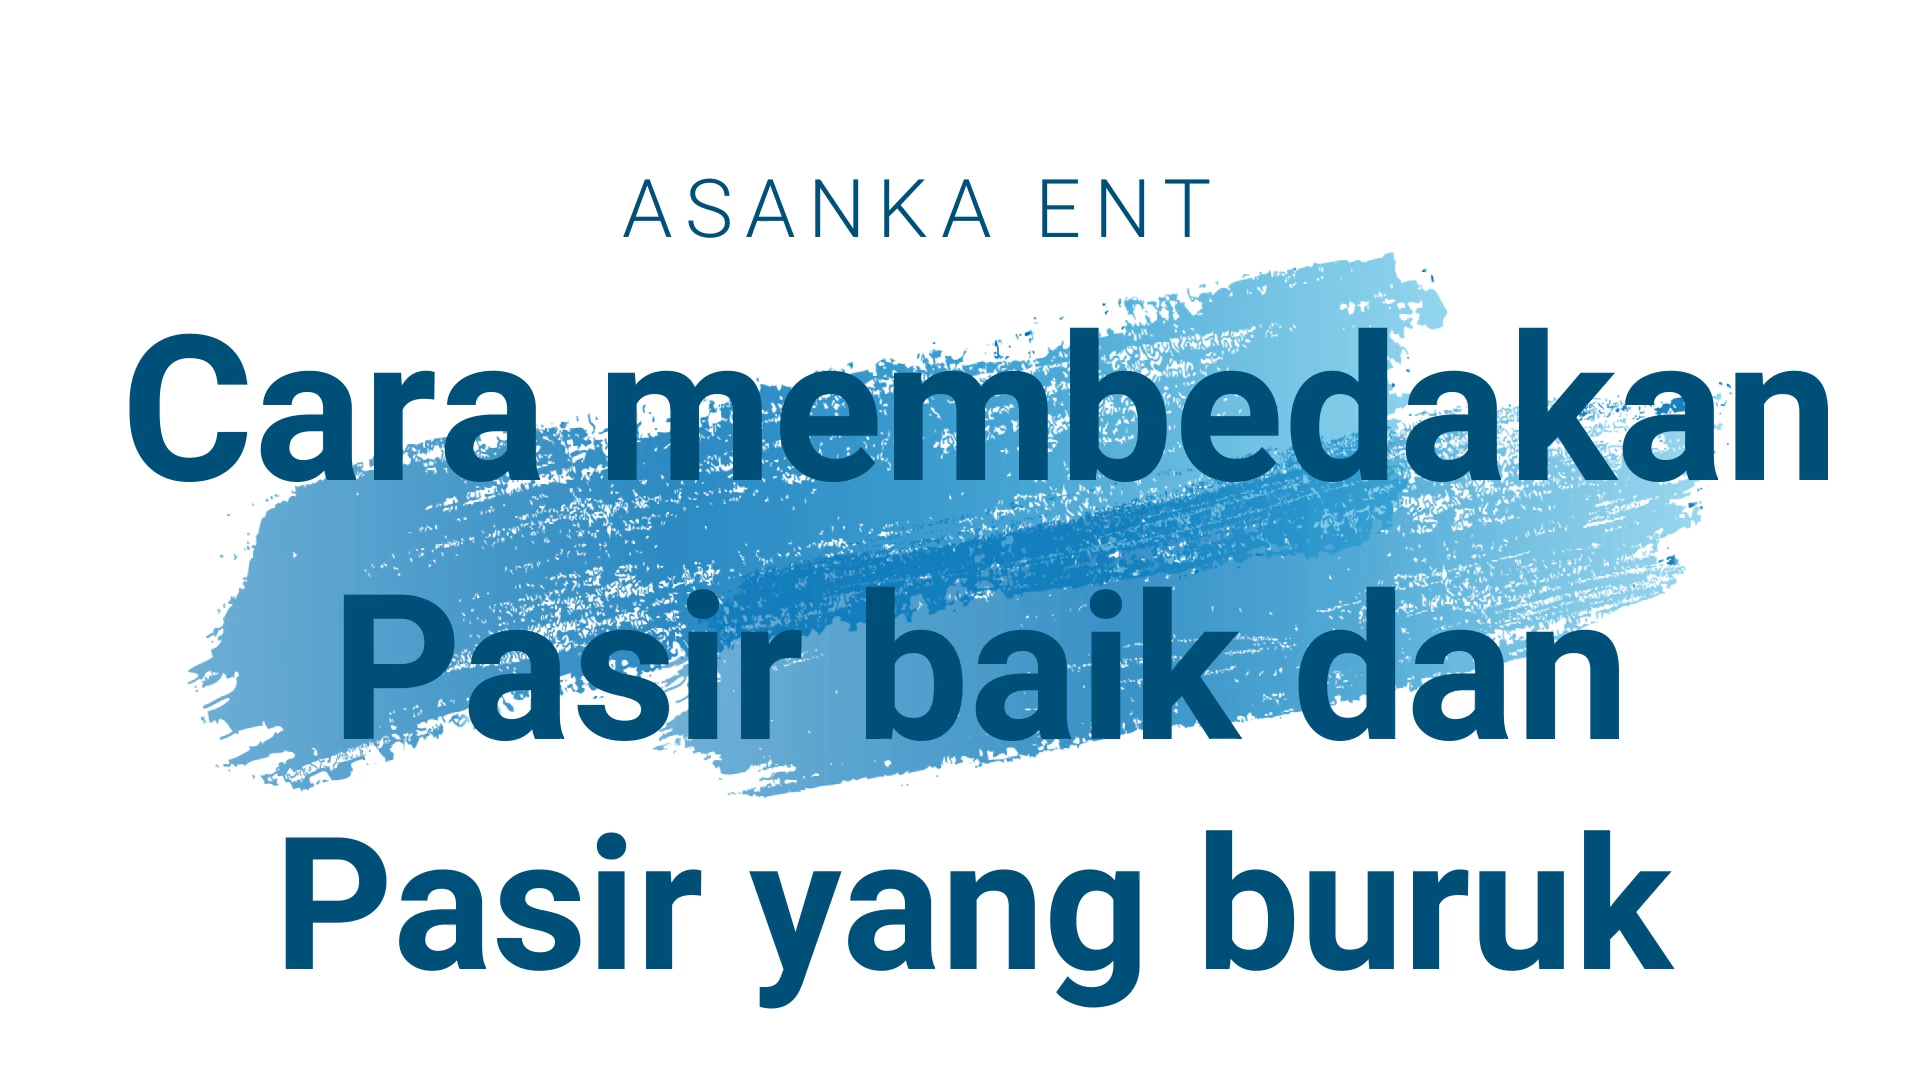 ASANKA ENT
Cara membedakan
Pasir baik dan
Pasir yang buruk